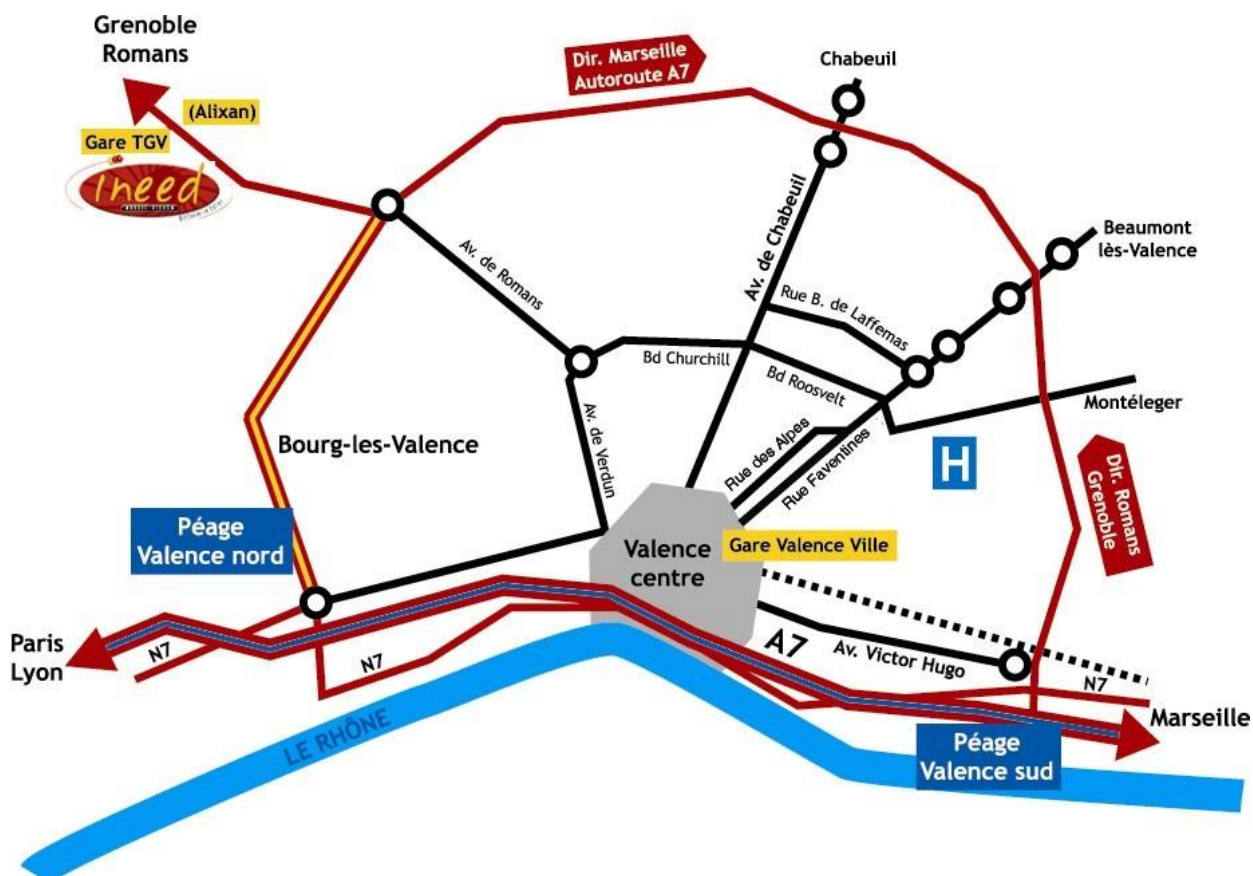 Grenoble
Romans
(Alixan)
Gare TGV
Ineed
Dir. Marseille
Autoroute A7
Chabeuil
Av. de Chabeuil
Beaumont
lès-Valence
Av. de Romans
Rue B. de Laffemas
Bd Churchill
Bd Roosvelt
Montéleger
Bourg-les-Valence
Av. de Verdun
Rue des Alpes
Rue Faventines
H
Dir. Romans
Grenoble
Péage
Valence nord
Valence
centre
Gare Valence Ville
Paris
Lyon
N7
N7
A7
Av. Victor Hugo
N7
Marseille
LE RHÔNE
Péage
Valence sud